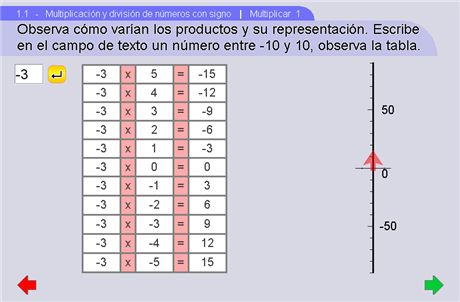 1.1 - Multiplicación y división de números con signo | Multiplicar 1
Observa cómo varían los productos y su representación. Escribe
en el campo de texto un número entre -10 y 10, observa la tabla.
-3
-3 x 5 = -15
-3 x 4 = -12
-3 x 3 = -9
-3 x 2 = -6
-3 x 1 = -3
-3 x 0 = 0
-3 x -1 = 3
-3 x -2 = 6
-3 x -3 = 9
-3 x -4 = 12
-3 x -5 = 15
50
0
-50